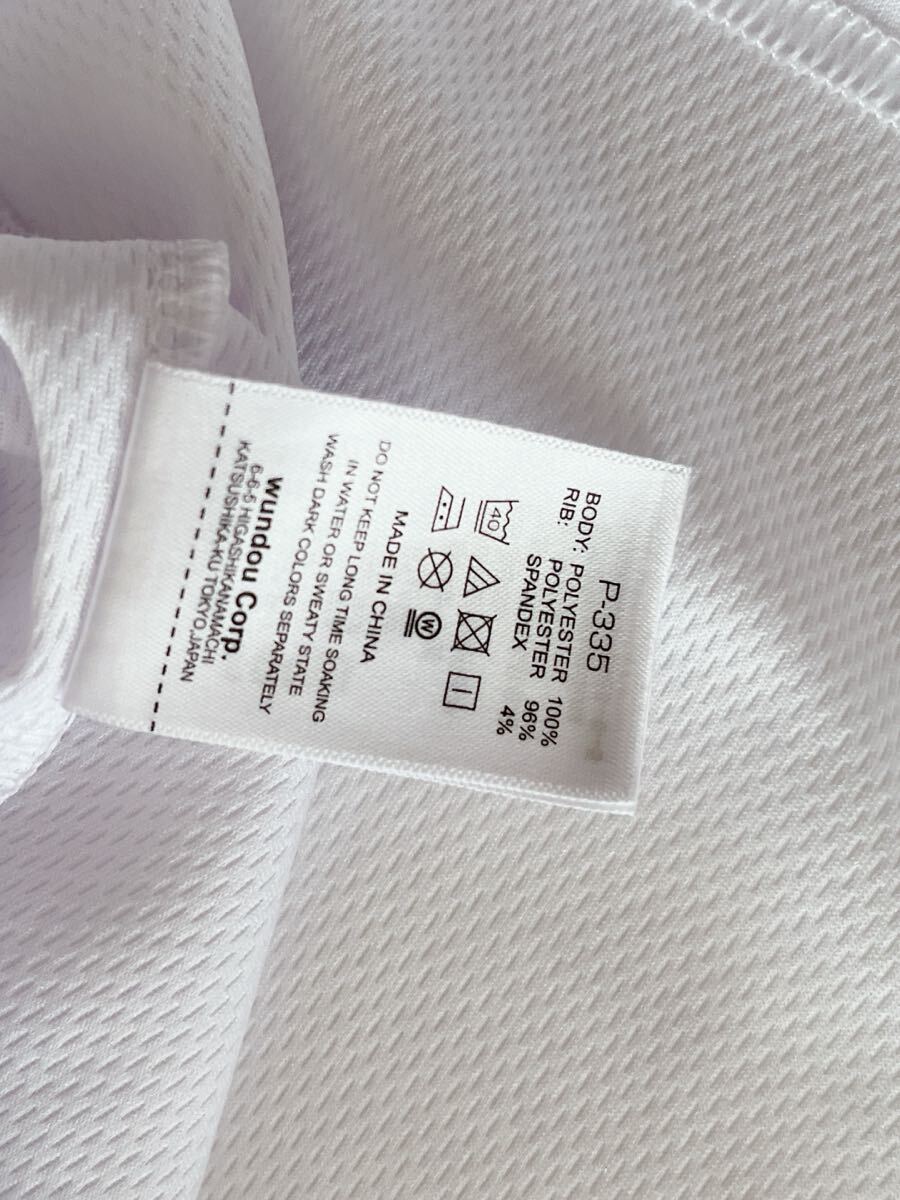 P-335
BODY: POLYESTER 100%
RIB: POLYESTER 96%
SPANDEX 4%
40
W
MADE IN CHINA
DO NOT KEEP LONG TIME SOAKING
IN WATER OR SWEATY STATE
WASH DARK COLORS SEPARATELY
wundou Corp.
6-6-5 HIGASHIKANAMACHI
KATSUSHIKA-KU TOKYO,JAPAN